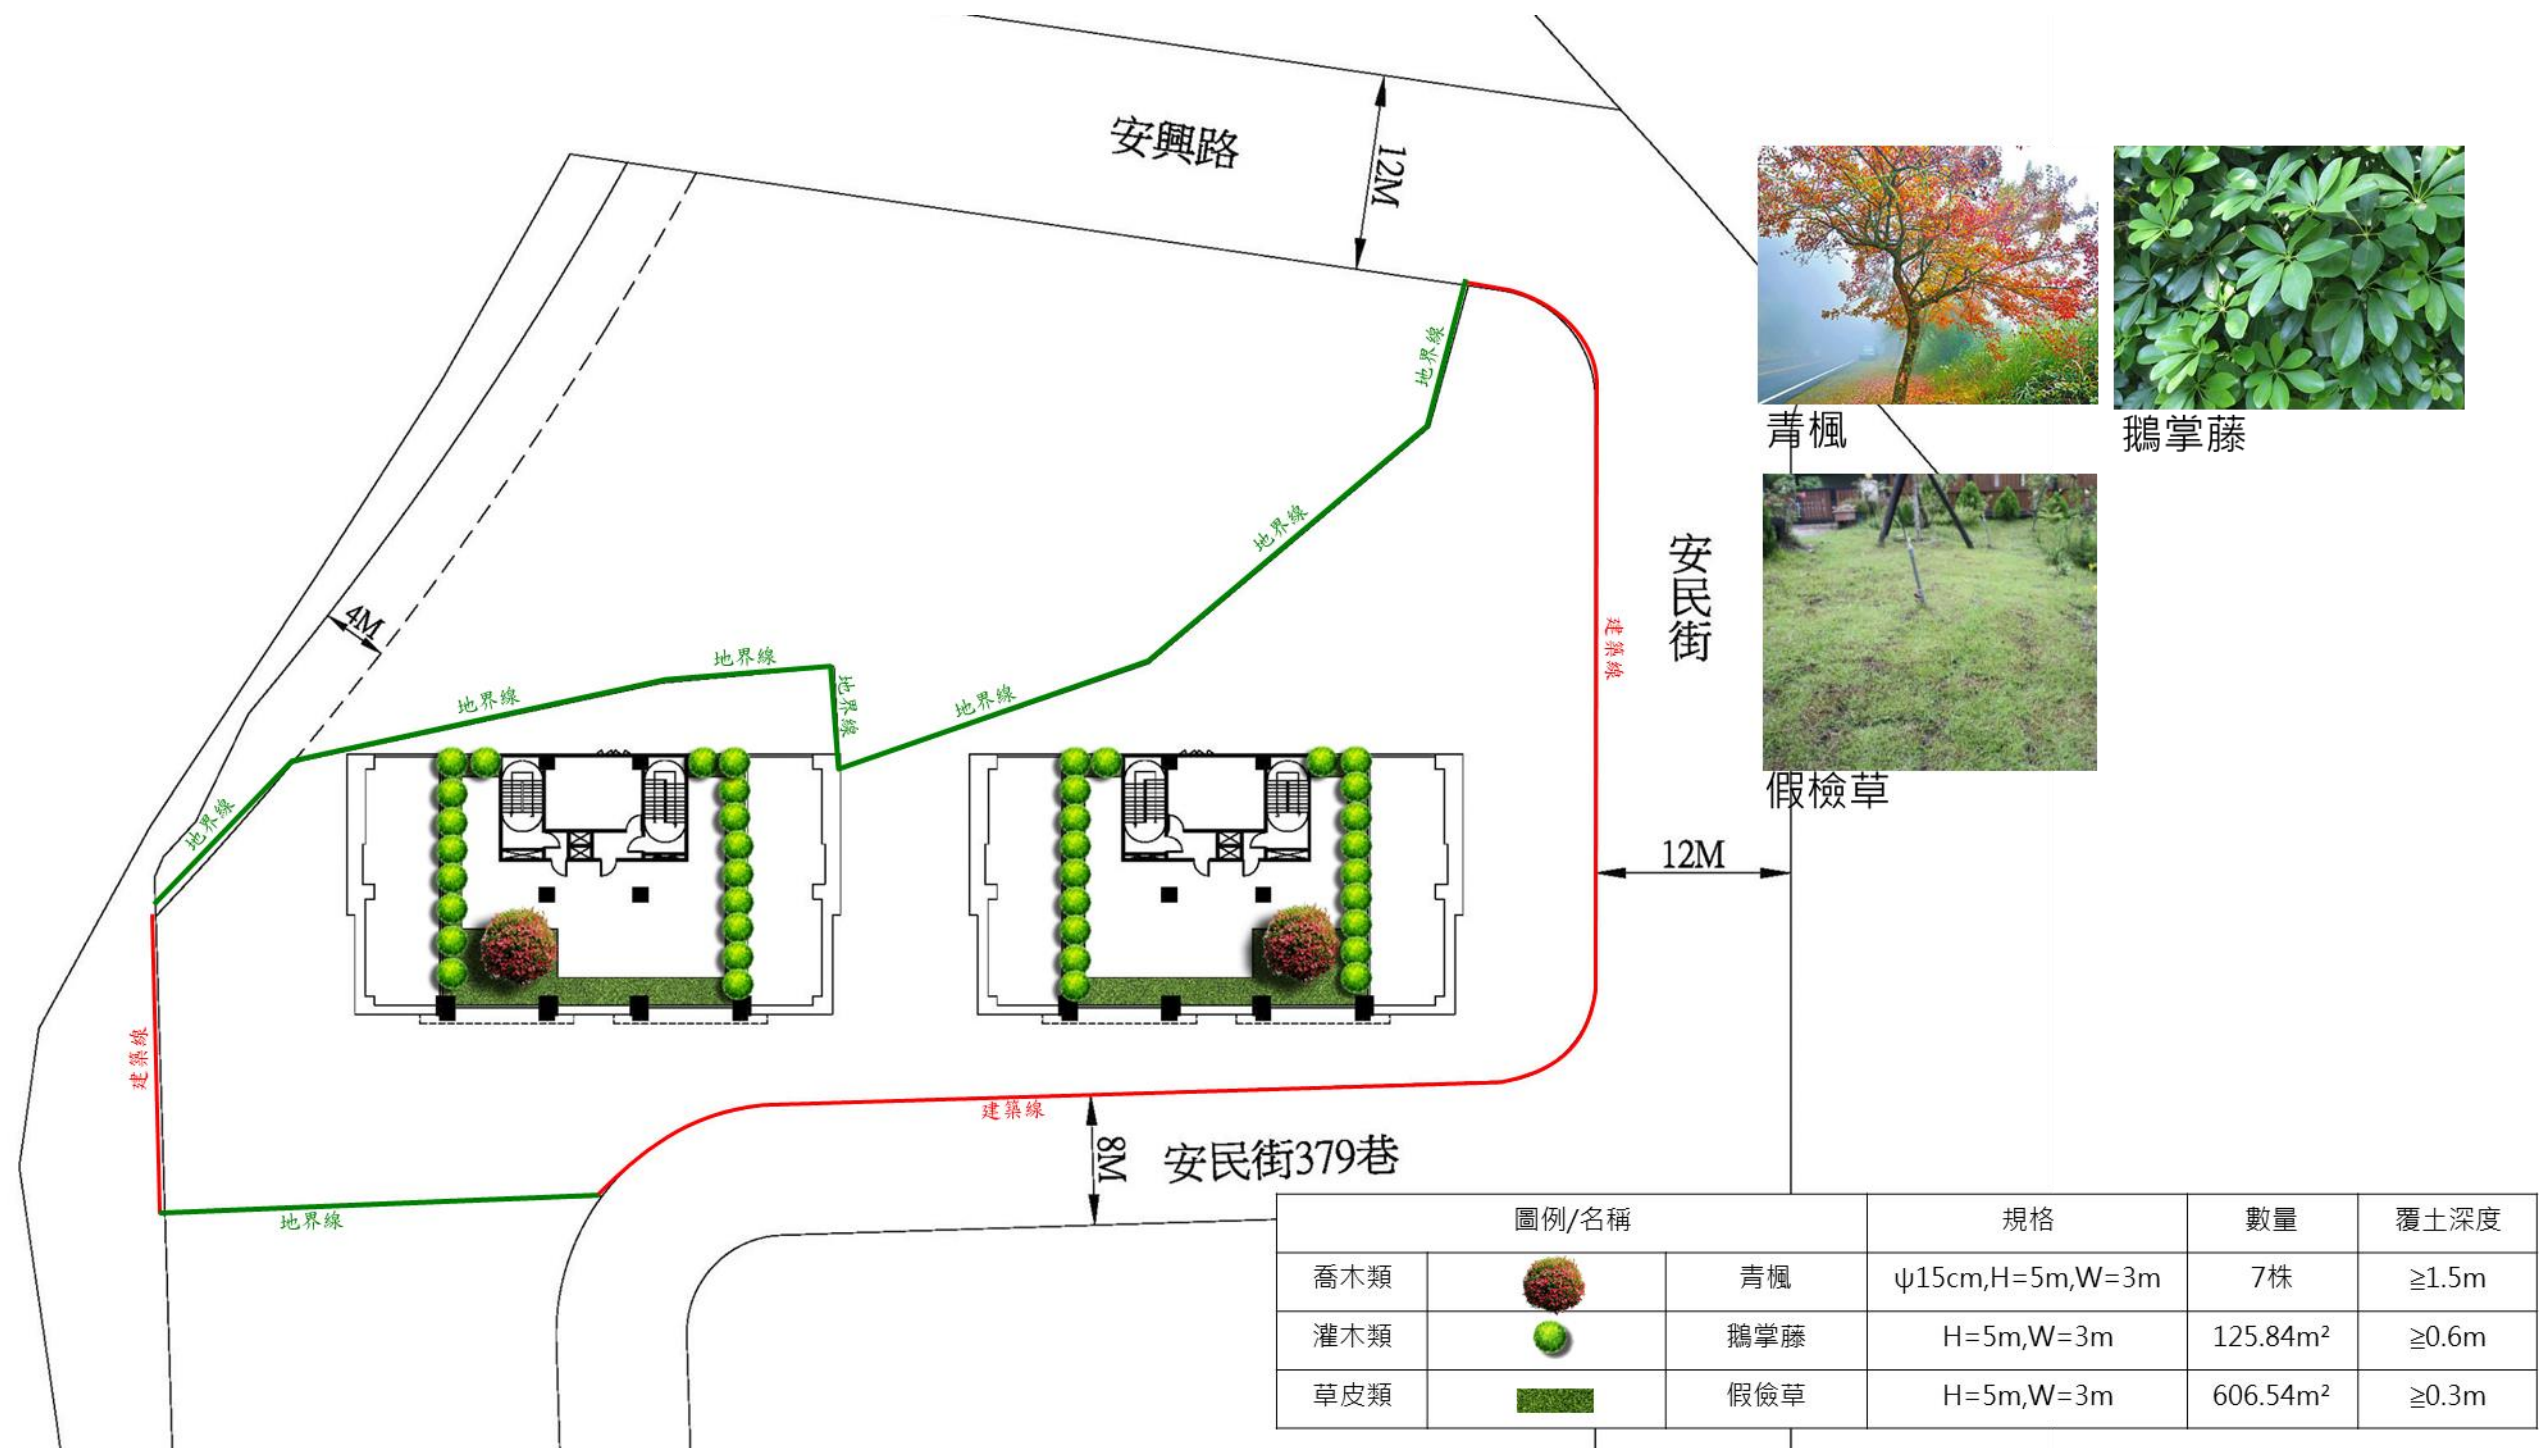 安興路
12M
地界線
青楓
鵝掌藤
地界線
安民街
4M
建築線
地界線
地界線
地界線
地界線
假檢草
地界線
12M
建築線
建築線
8M
安民街379巷
地界線
圖例/名稱 規格 數量 覆土深度
喬木類 青楓 ψ15cm,H=5m,W=3m 7株 ≧1.5m
灌木類 鵝掌藤 H=5m,W=3m 125.84m² ≧0.6m
草皮類 假儉草 H=5m,W=3m 606.54m² ≧0.3m